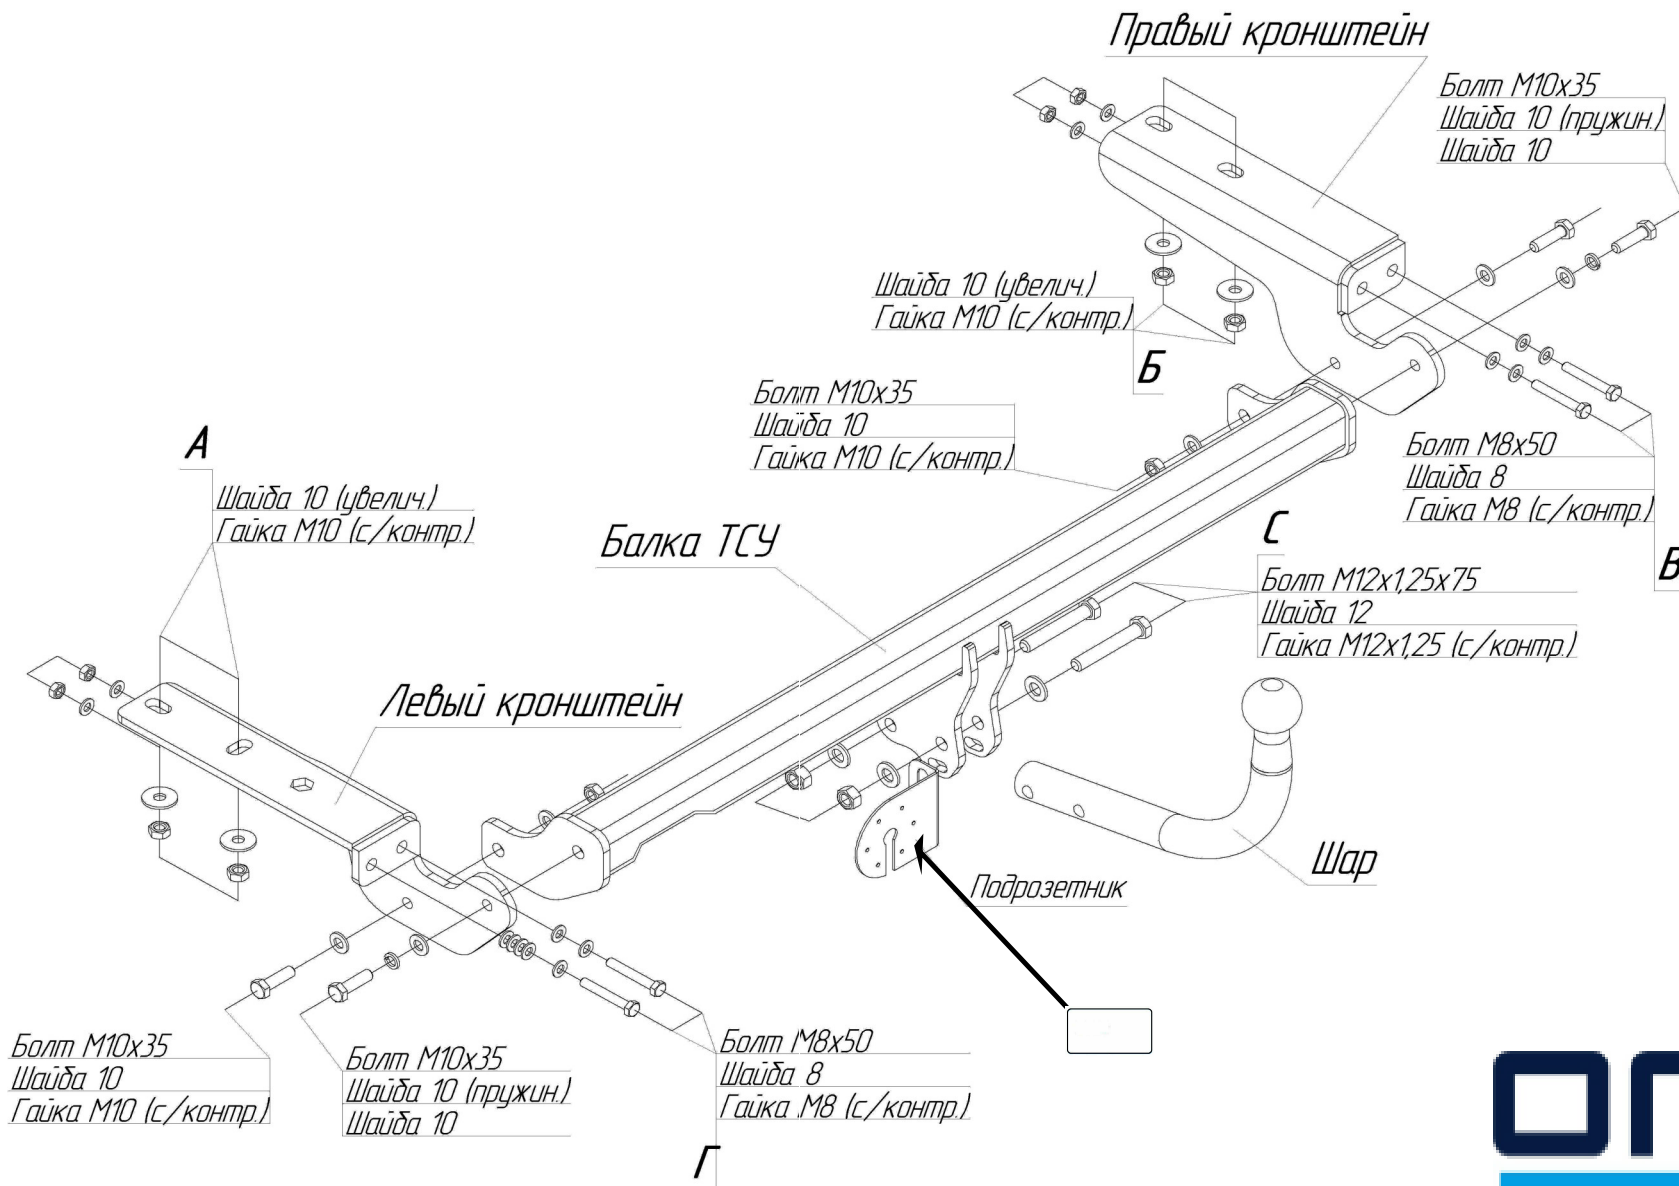 Правый кронштейн
Болт М10х35
Шайба 10 (пружин.)
Шайба 10
Шайба 10 (увелич.)
Гайка М10 (с/контр.)
Б
Болт М10х35
Шайба 10
Гайка М10 (с/контр.)
Болт М8х50
Шайба 8
Гайка М8 (с/контр.)
В
А
Шайба 10 (увелич.)
Гайка М10 (с/контр.)
Балка ТСУ
С
Болт М12х1,25х75
Шайба 12
Гайка М12х1,25 (с/контр.)
Левый кронштейн
Шар
Подрозетник
Болт М10х35
Шайба 10
Гайка М10 (с/контр.)
Болт М10х35
Шайба 10 (пружин.)
Шайба 10
Болт М8х50
Шайба 8
Гайка М8 (с/контр.)
Г